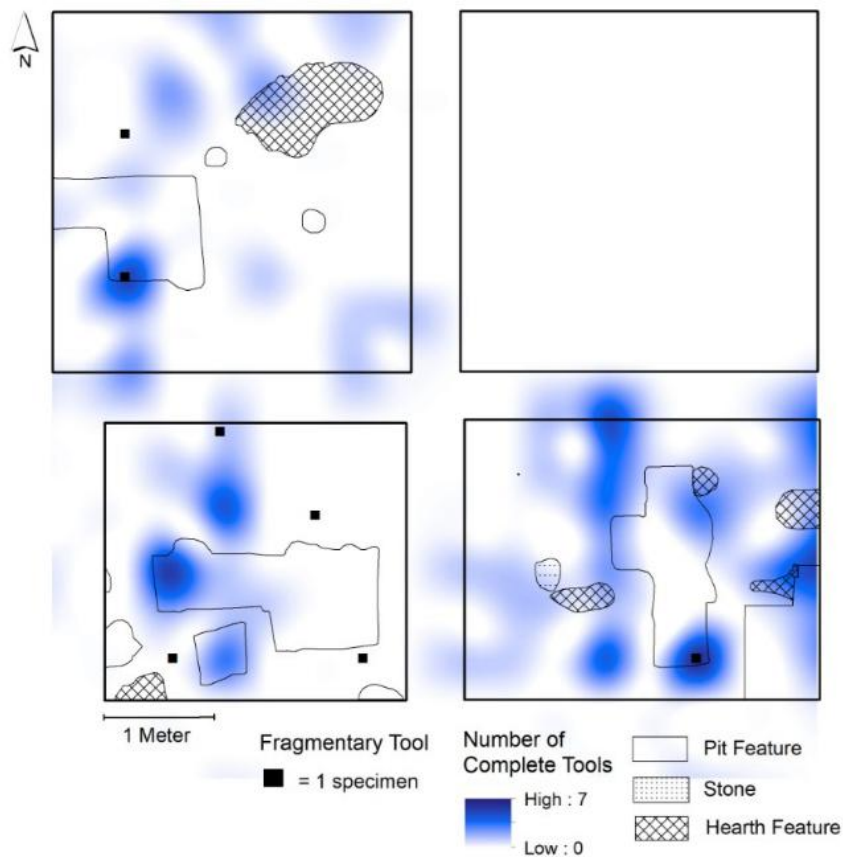 N
1 Meter
Fragmentary Tool
= 1 specimen
Number of
Complete Tools
High : 7
Low : 0
Pit Feature
Stone
Hearth Feature